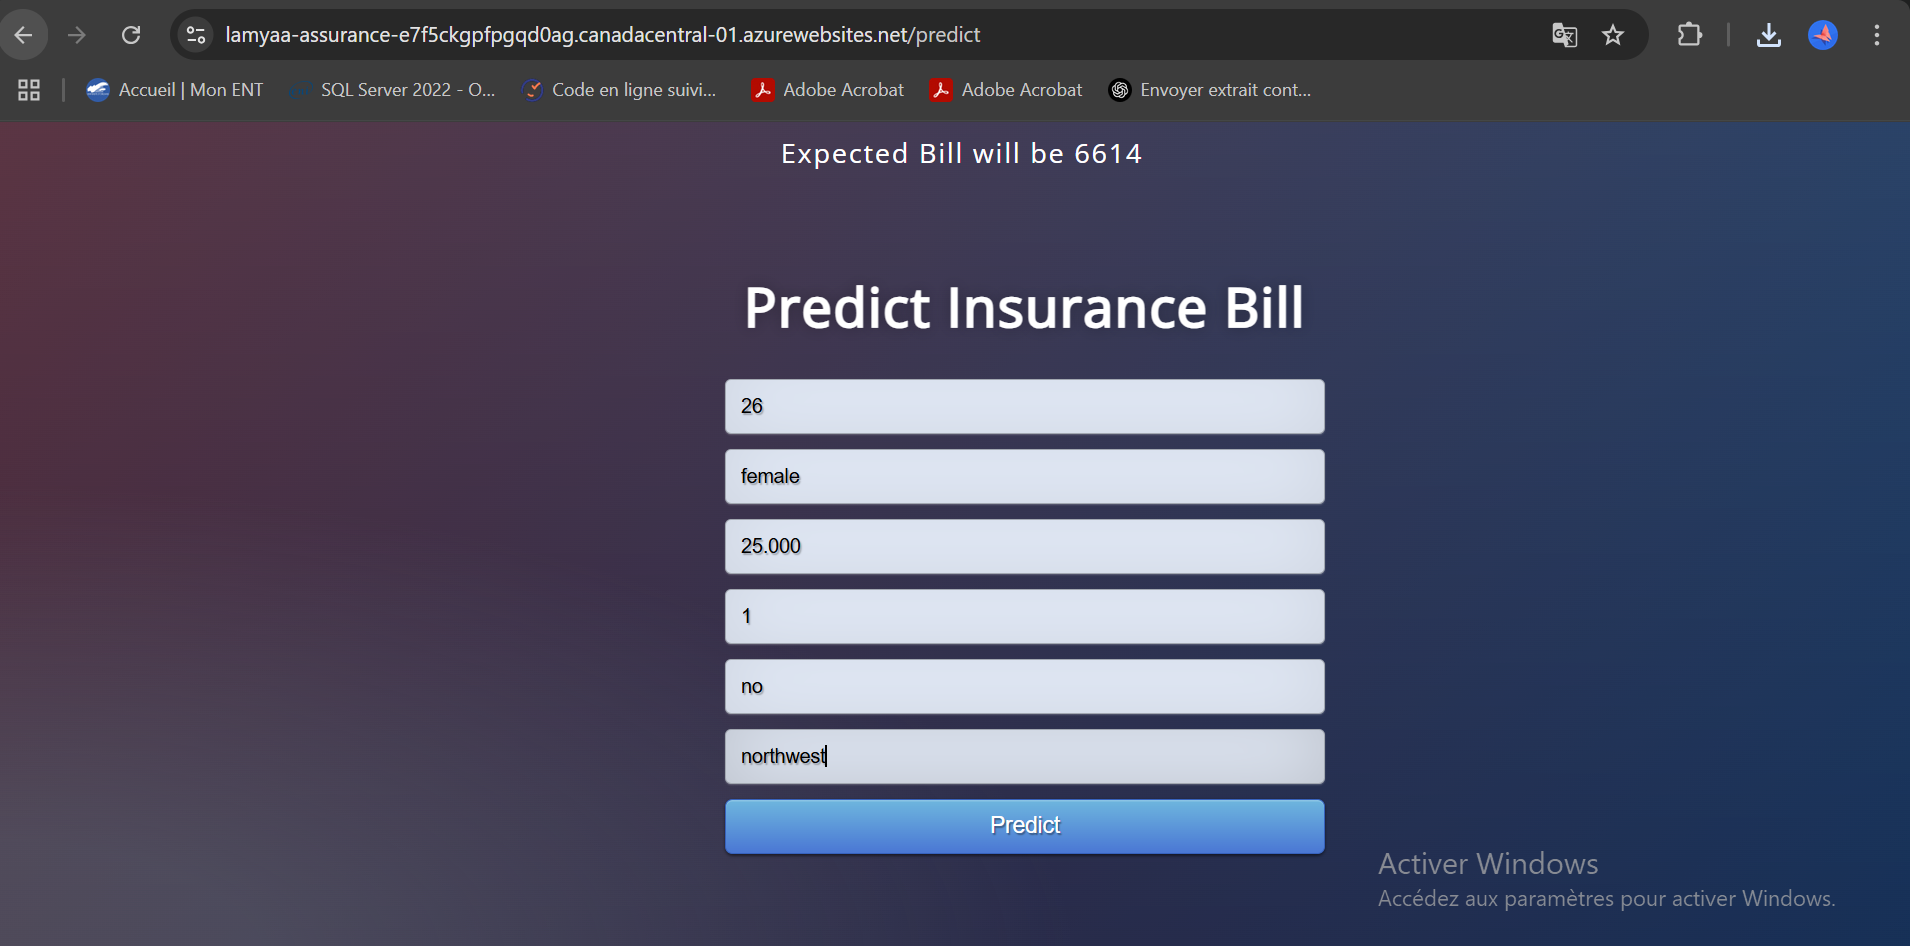 lamyaa-assurance-e7f5ckgpfpgqd0ag.canadacentral-01.azurewebsites.net/predict
Accueil | Mon ENT
SQL Server 2022 - O...
Code en ligne suivi...
Adobe Acrobat
Adobe Acrobat
Envoyer extrait cont...
Expected Bill will be 6614
Predict Insurance Bill
26
female
25.000
1
no
northwest
Predict
Activer Windows
Accédez aux paramètres pour activer Windows.